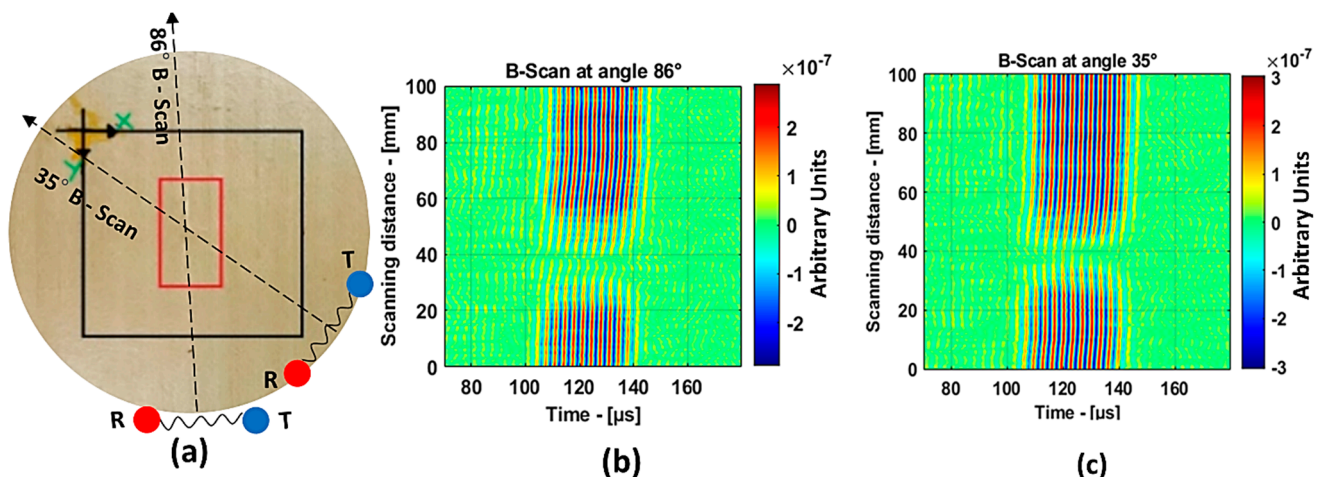 86° B - Scan
35° B - Scan
X
Y
T
R
R
T
(a)
B-Scan at angle 86°
×10⁻⁷
Scanning distance - [mm]
100
80
60
40
20
0
80
100
120
140
160
Time - [µs]
2
1
0
-1
-2
Arbitrary Units
(b)
B-Scan at angle 35°
×10⁻⁷
Scanning distance - [mm]
100
80
60
40
20
0
80
100
120
140
160
Time - [µs]
3
2
1
0
-1
-2
-3
Arbitrary Units
(c)